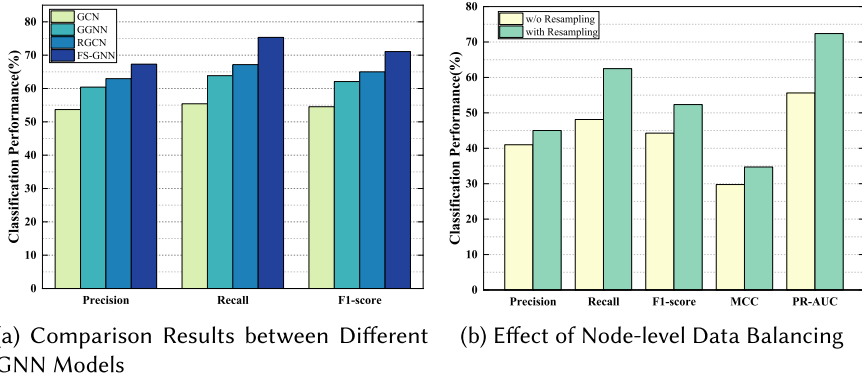 Classification Performance(%)
80
70
60
50
40
30
20
10
0
GCN
GGNN
RGCN
FS-GNN
Precision Recall F1-score
(a) Comparison Results between Different
GNN Models
Classification Performance(%)
80
70
60
50
40
30
20
10
0
w/o Resampling
with Resampling
Precision Recall F1-score MCC PR-AUC
(b) Effect of Node-level Data Balancing